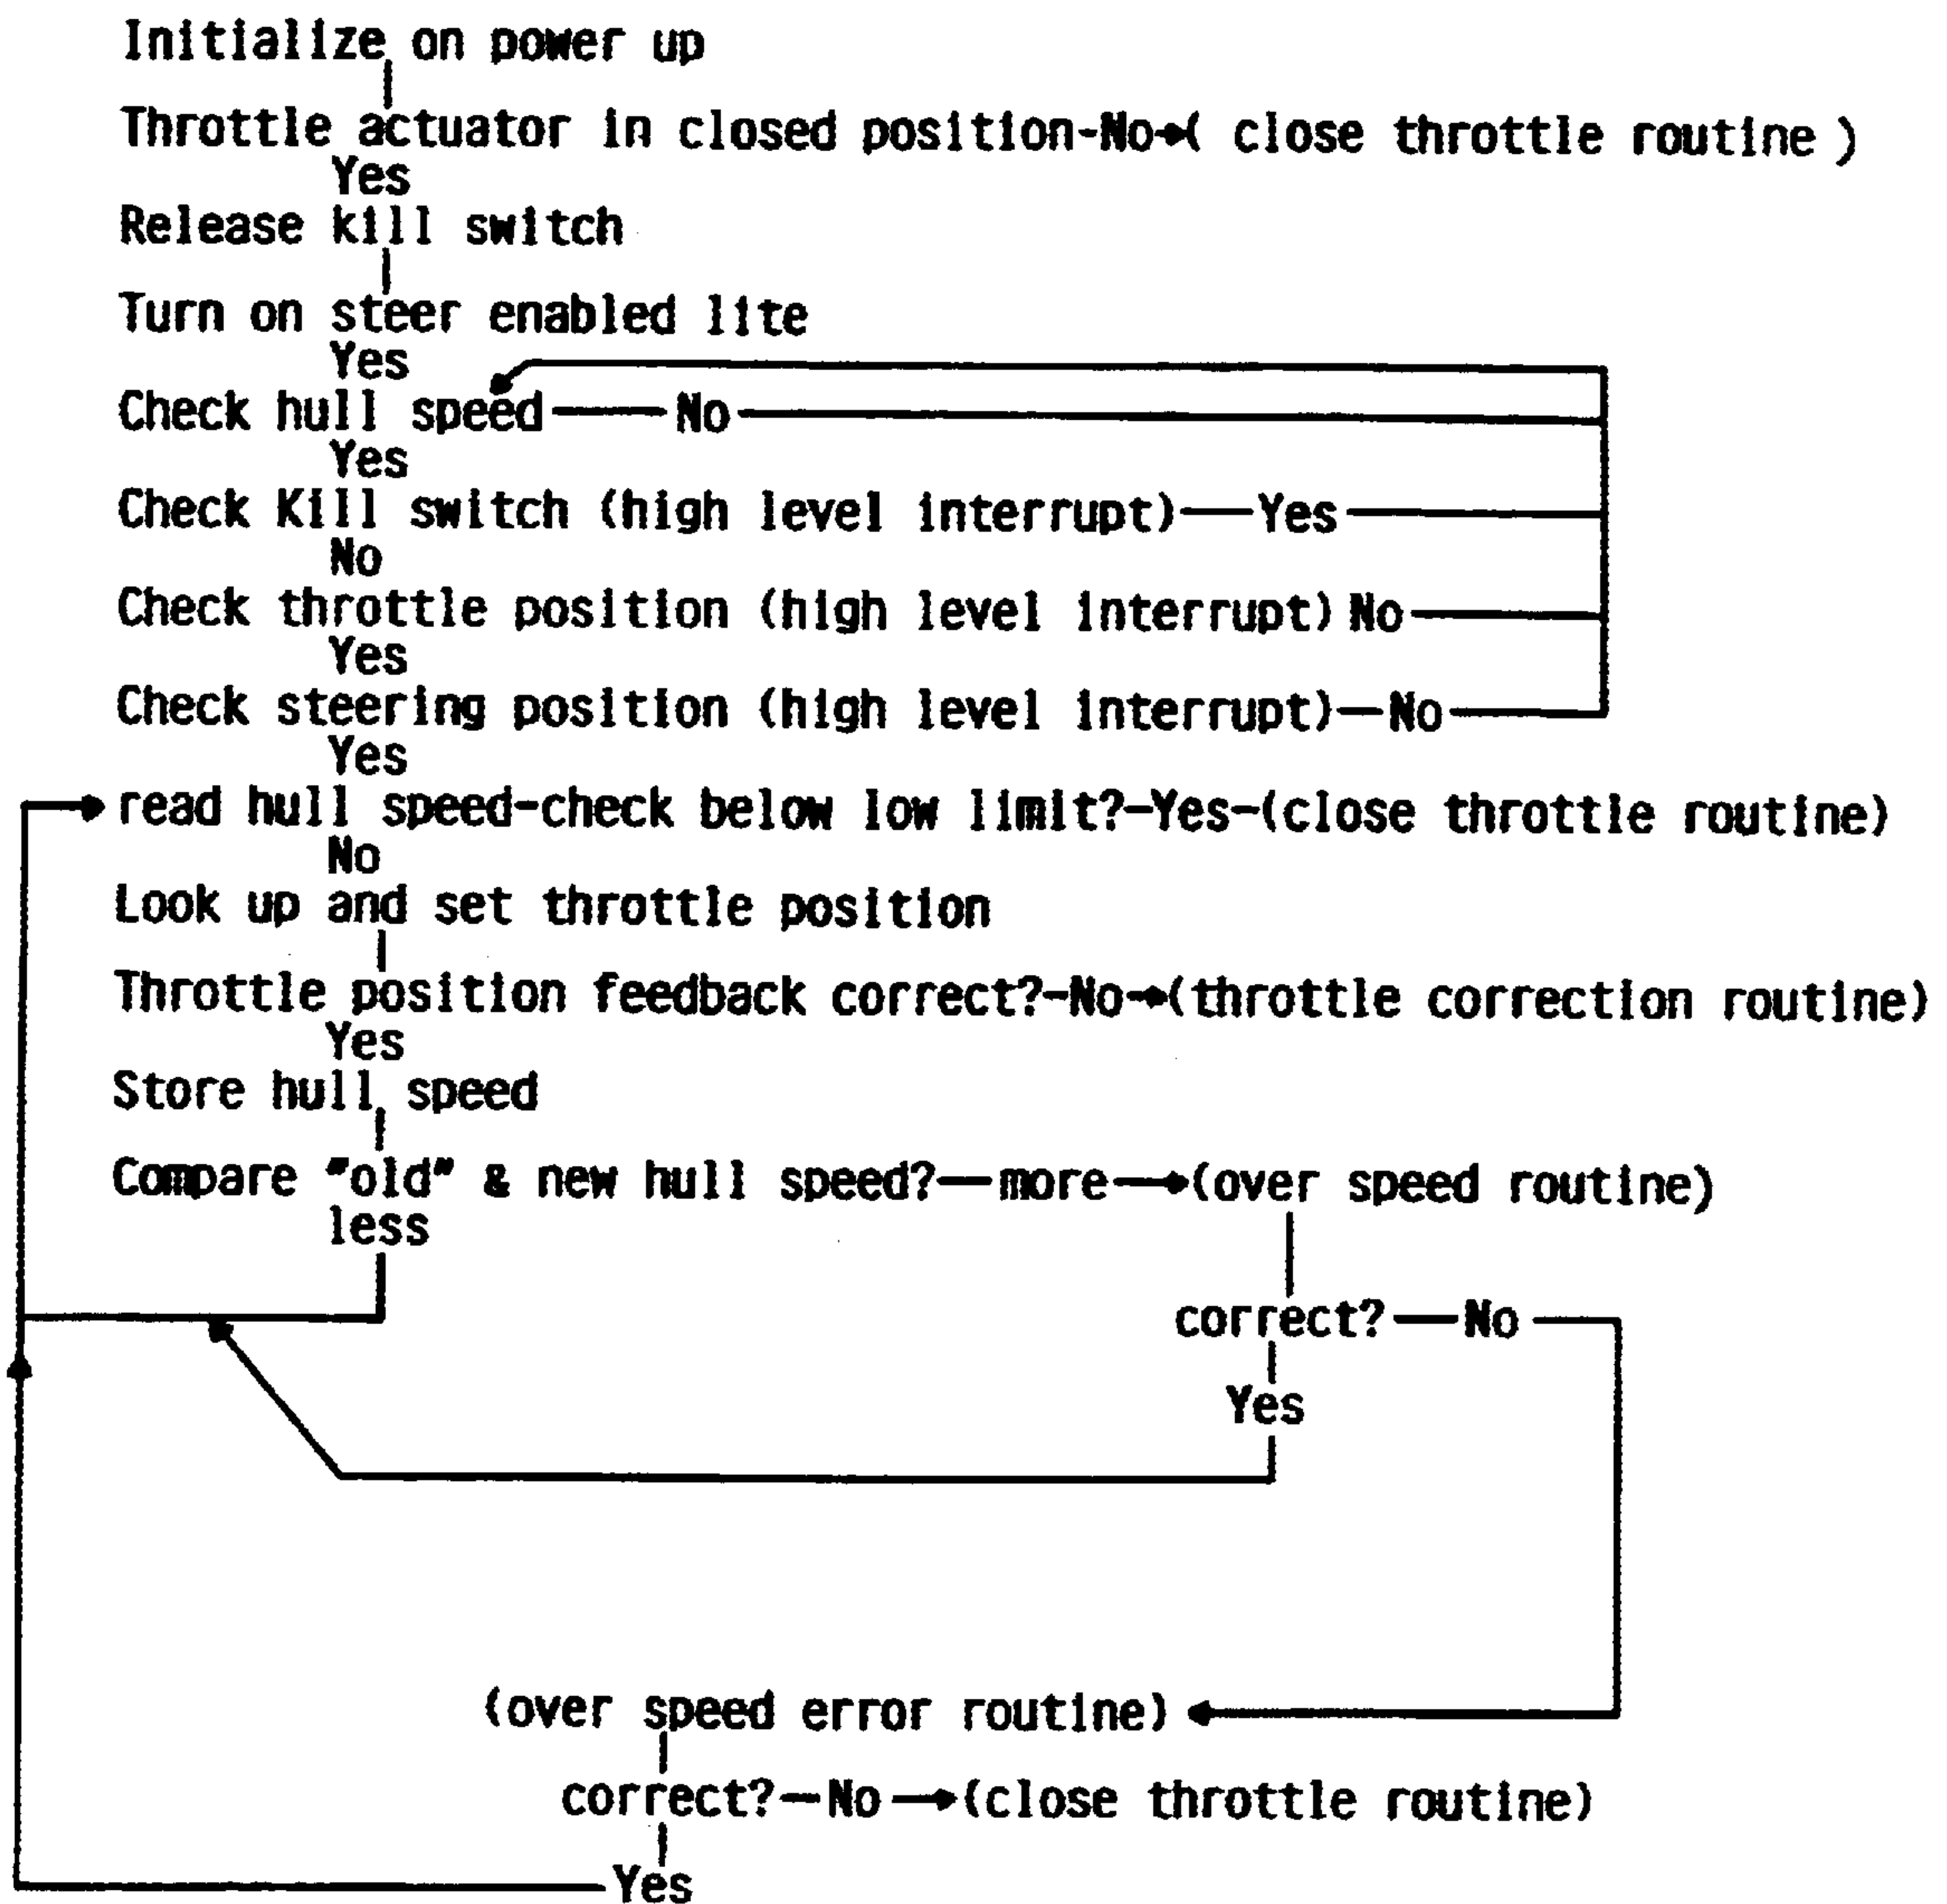 Initialize on power up
Throttle actuator in closed position-No→( close throttle routine )
Yes
Release kill switch
Turn on steer enabled lite
Yes
Check hull speed — No
Yes
Check Kill switch (high level interrupt) — Yes
No
Check throttle position (high level interrupt) No
Yes
Check steering position (high level interrupt) — No
Yes
read hull speed-check below low limit?-Yes-(close throttle routine)
No
Look up and set throttle position
Throttle position feedback correct?-No→(throttle correction routine)
Yes
Store hull speed
Compare "old" & new hull speed? — more →(over speed routine)
less
correct? — No
Yes
(over speed error routine)
correct? — No →(close throttle routine)
Yes